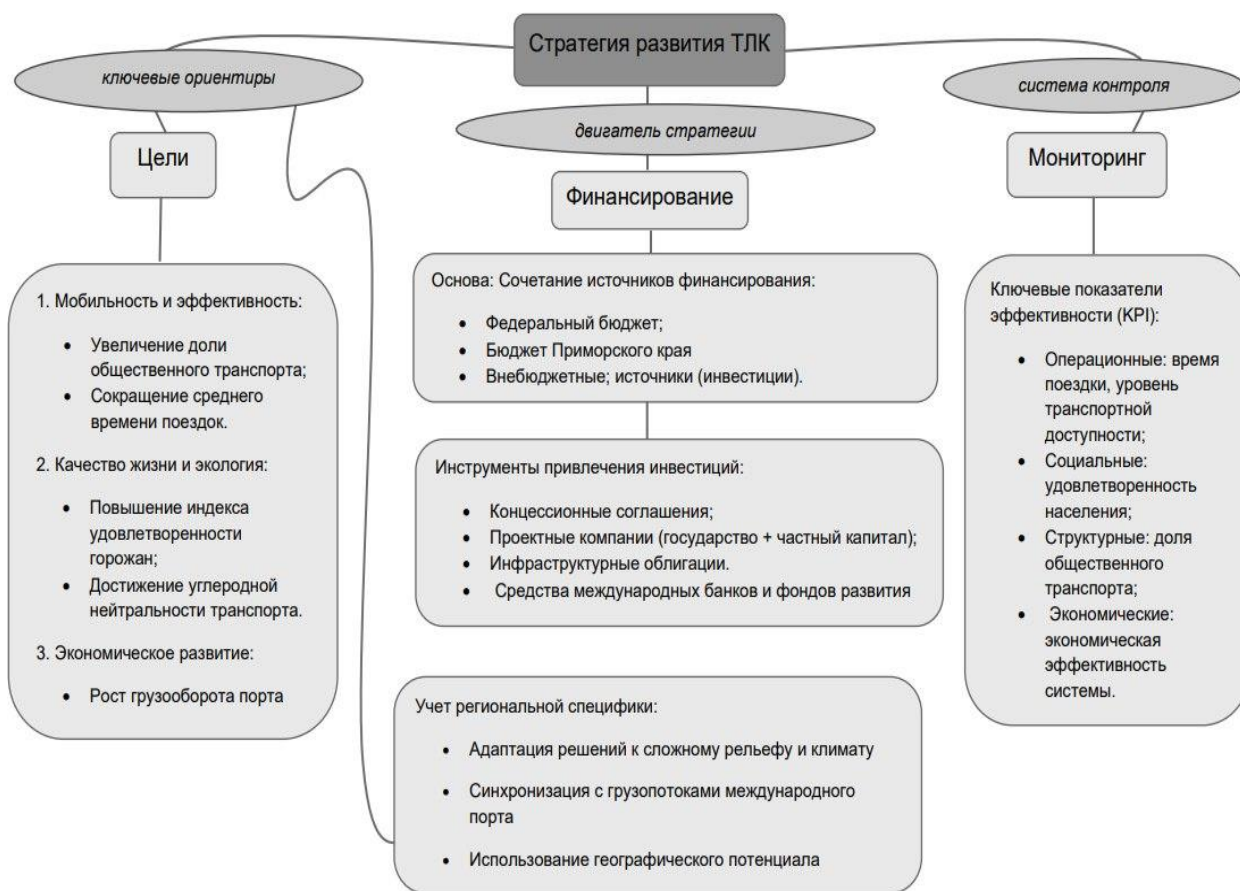 Стратегия развития ТЛК
ключевые ориентиры
Цели
1. Мобильность и эффективность:
• Увеличение доли
общественного транспорта;
• Сокращение среднего
времени поездок.
2. Качество жизни и экология:
• Повышение индекса
удовлетворенности
горожан;
• Достижение углеродной
нейтральности транспорта.
3. Экономическое развитие:
• Рост грузооборота порта
двигатель стратегии
Финансирование
Основа: Сочетание источников финансирования:
• Федеральный бюджет;
• Бюджет Приморского края
• Внебюджетные; источники (инвестиции).
Инструменты привлечения инвестиций:
• Концессионные соглашения;
• Проектные компании (государство + частный капитал);
• Инфраструктурные облигации.
• Средства международных банков и фондов развития
Учет региональной специфики:
• Адаптация решений к сложному рельефу и климату
• Синхронизация с грузопотоками международного
порта
• Использование географического потенциала
система контроля
Мониторинг
Ключевые показатели
эффективности (KPI):
• Операционные: время
поездки, уровень
транспортной
доступности;
• Социальные:
удовлетворенность
населения;
• Структурные: доля
общественного
транспорта;
• Экономические:
экономическая
эффективность
системы.